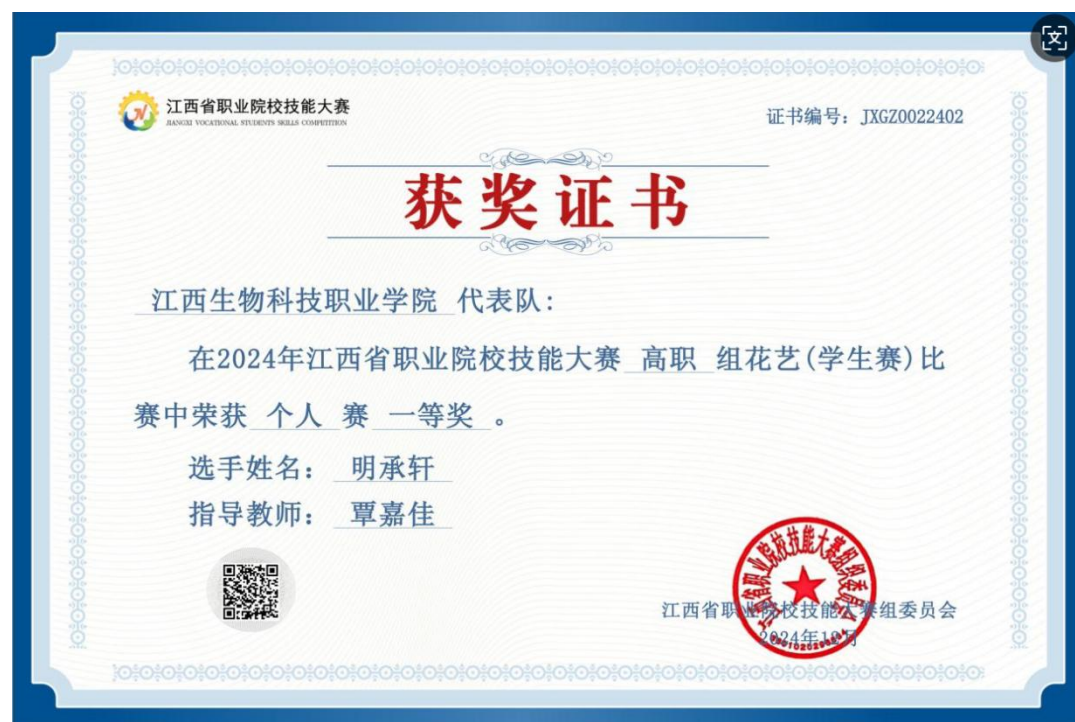 江西省职业院校技能大赛
JIANGXI VOCATIONAL STUDENTS SKILLS COMPETITION
证书编号：JXGZ0022402
获奖证书
江西生物科技职业学院 代表队：
在2024年江西省职业院校技能大赛 高职 组花艺(学生赛)比
赛中荣获 个人 赛 一等奖 。
选手姓名： 明承轩
指导教师： 覃嘉佳
江西省职业院校技能大赛组委员会
2024年12月